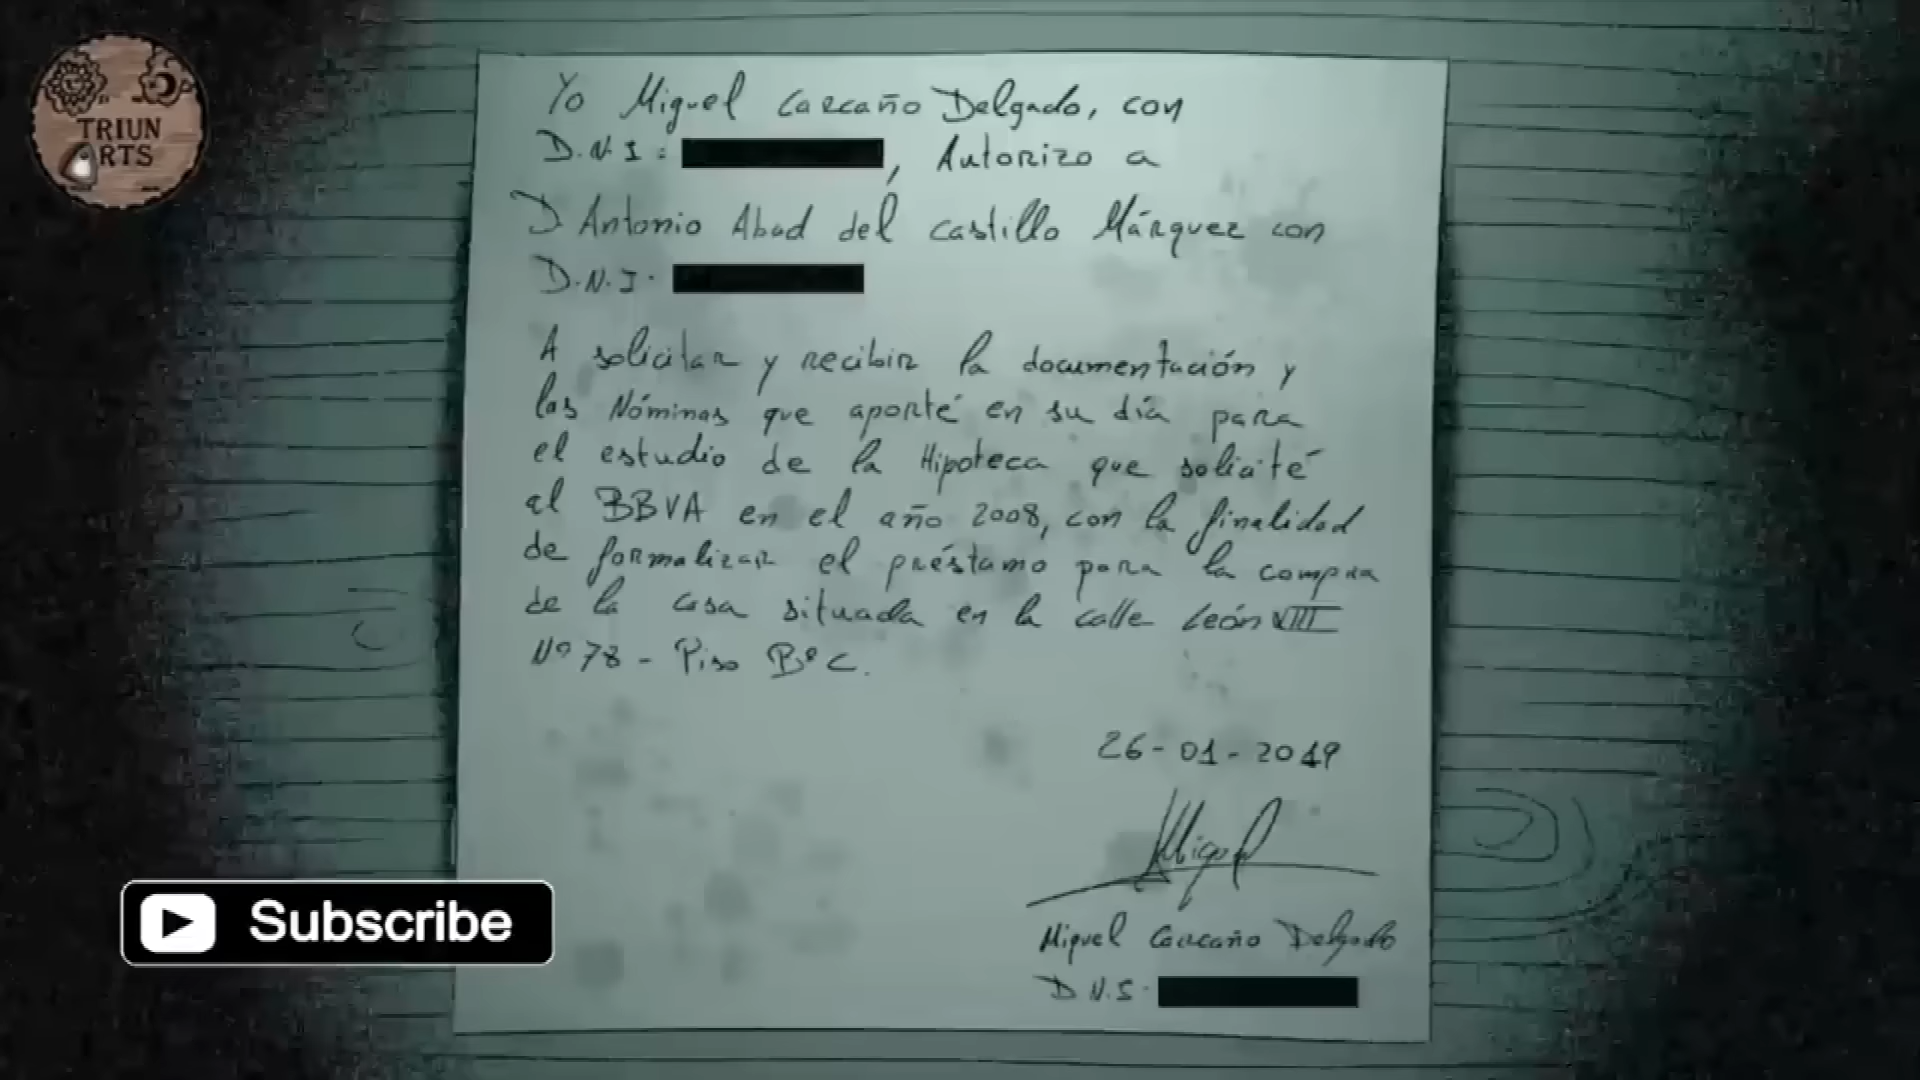 TRIUN
ARTS
Yo Miguel Carcaño Delgado, con
D.N.I: , Autorizo a
D Antonio Abad del Castillo Márquez con
D.N.I.
A solicitar y recibir la documentación y
las Nóminas que aporté en su día para
el estudio de la Hipoteca que solicité
al BBVA en el año 2008, con la finalidad
de formalizar el préstamo para la compra
de la casa situada en la calle León XIII
Nº 78 - Piso Bº C.
26-01-2019
Miguel
Miguel Carcaño Delgado
D.N.I.
Subscribe